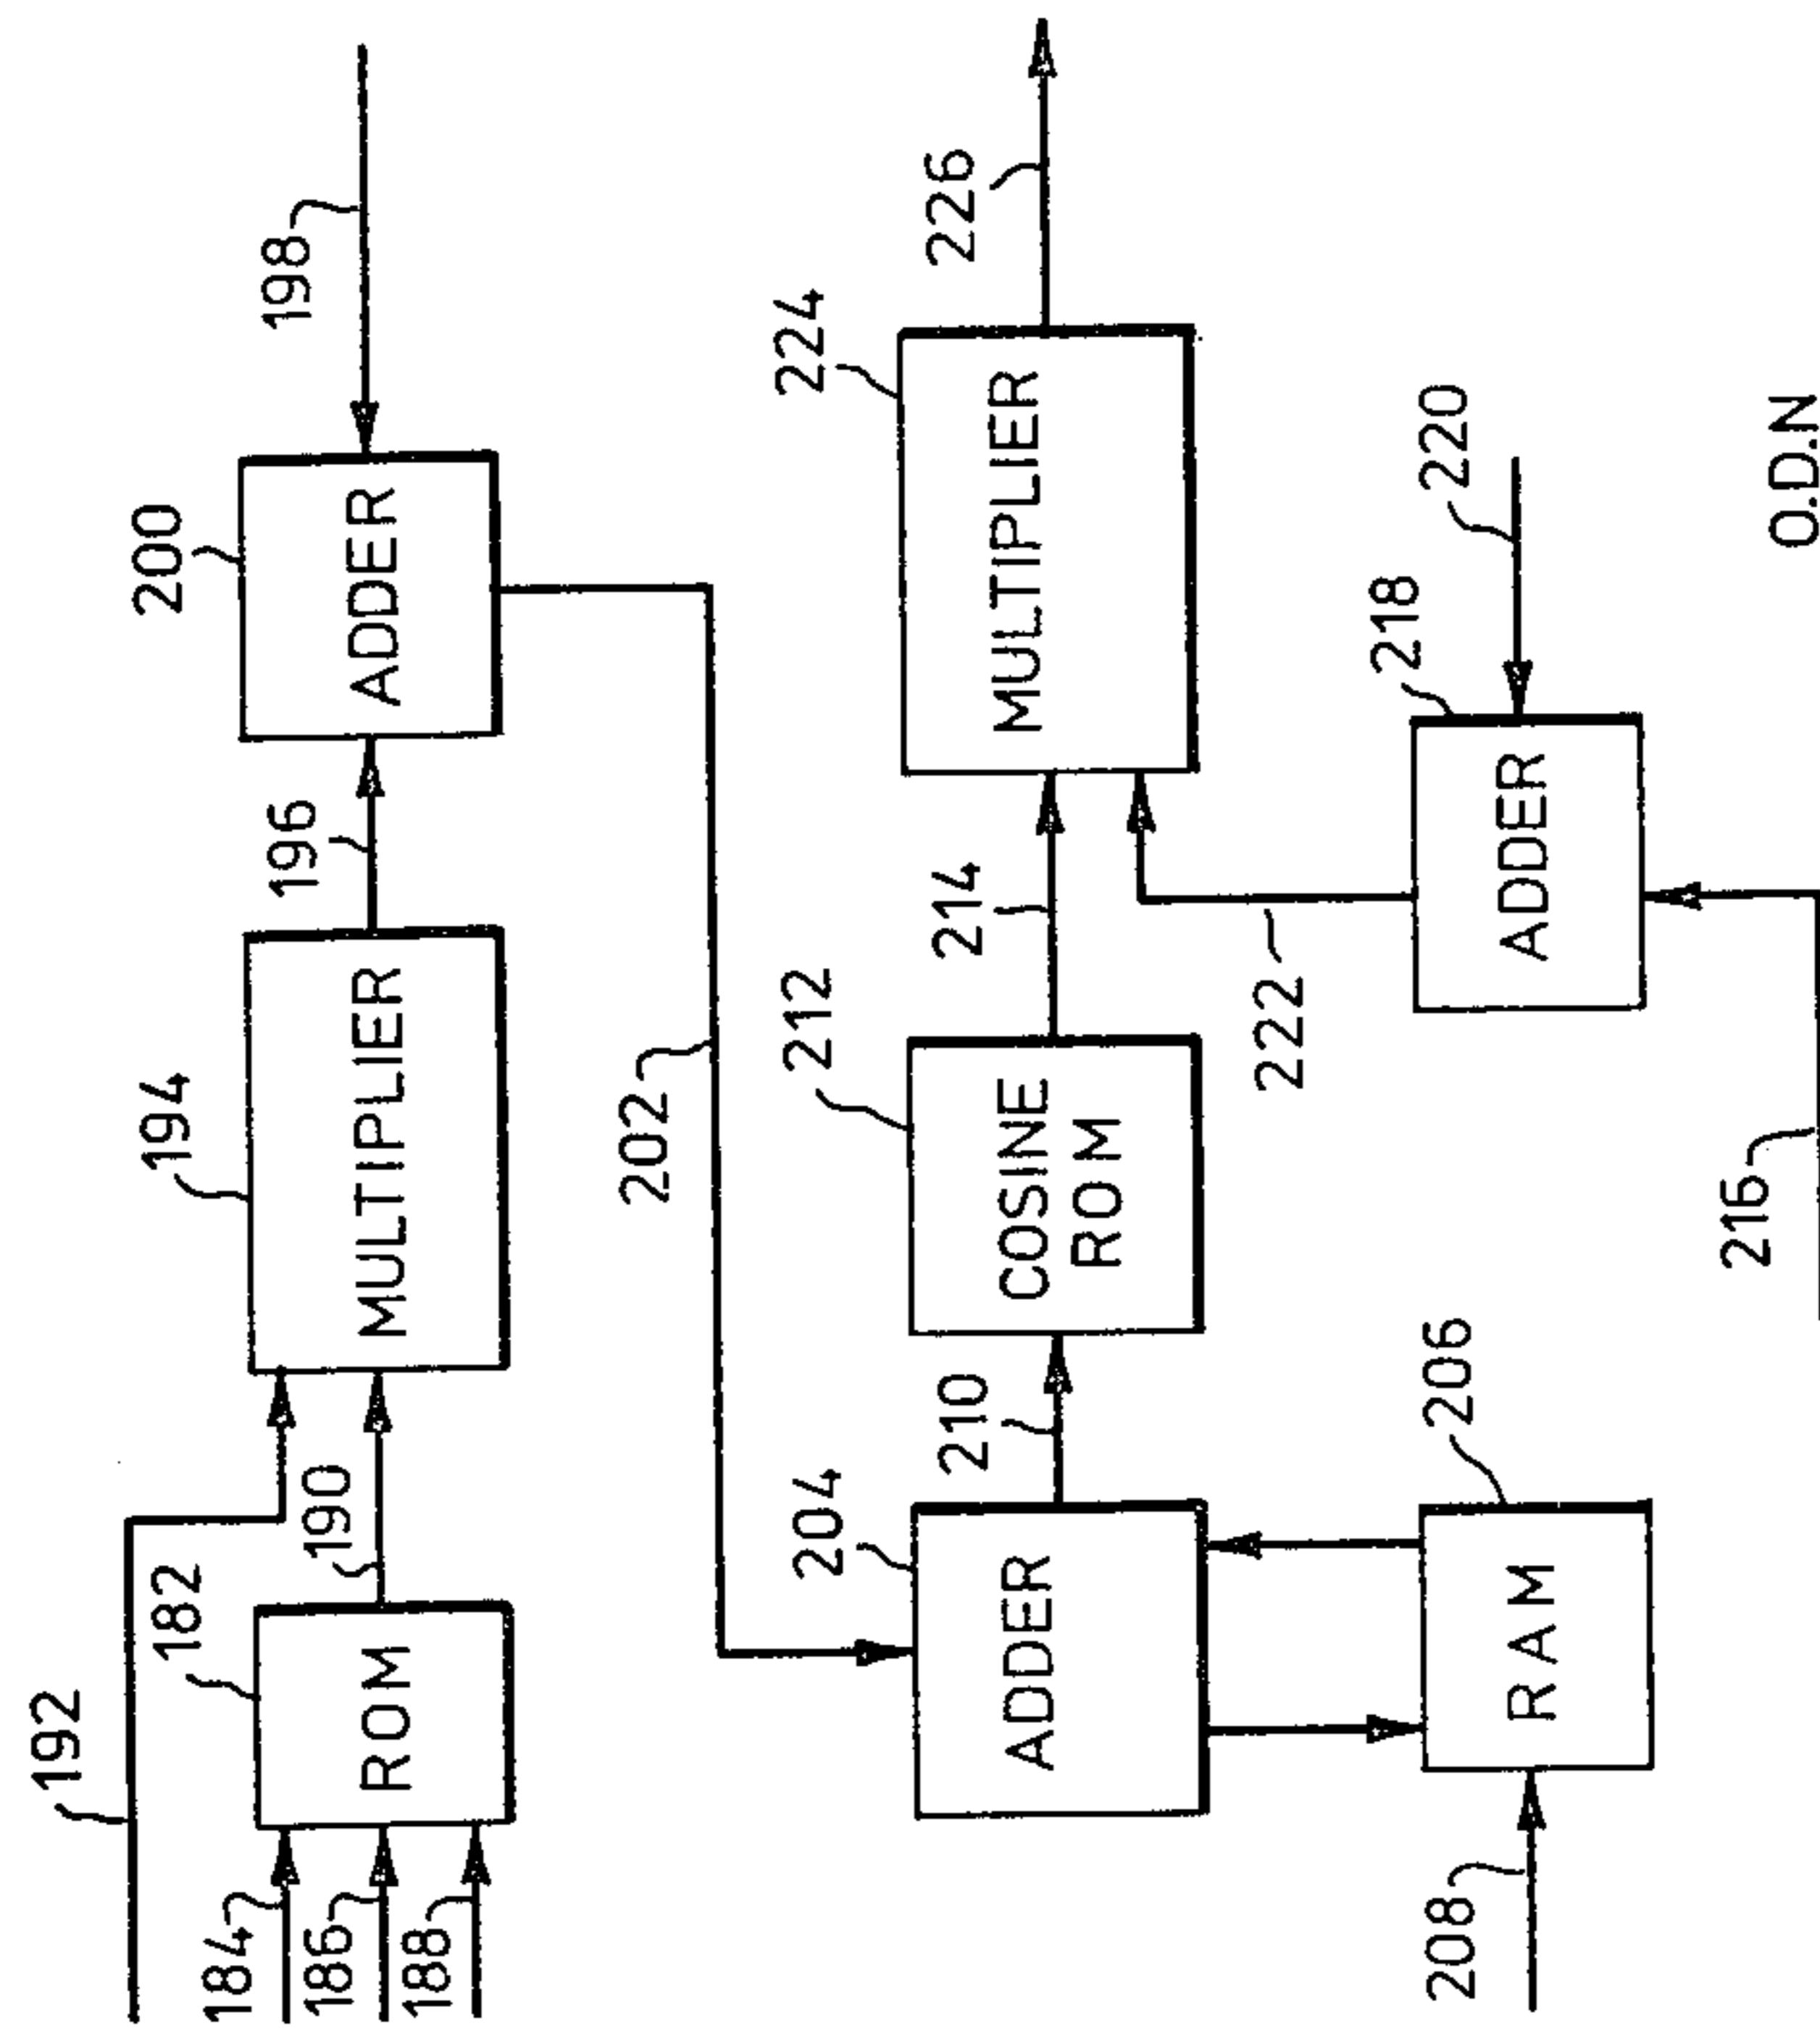 192
182
194
200
184
196
198
186
190
ROM
MULTIPLIER
ADDER
188
202
204
212
224
210
214
226
ADDER
COSINE
ROM
MULTIPLIER
222
218
208
206
220
RAM
ADDER
216
O.D.N